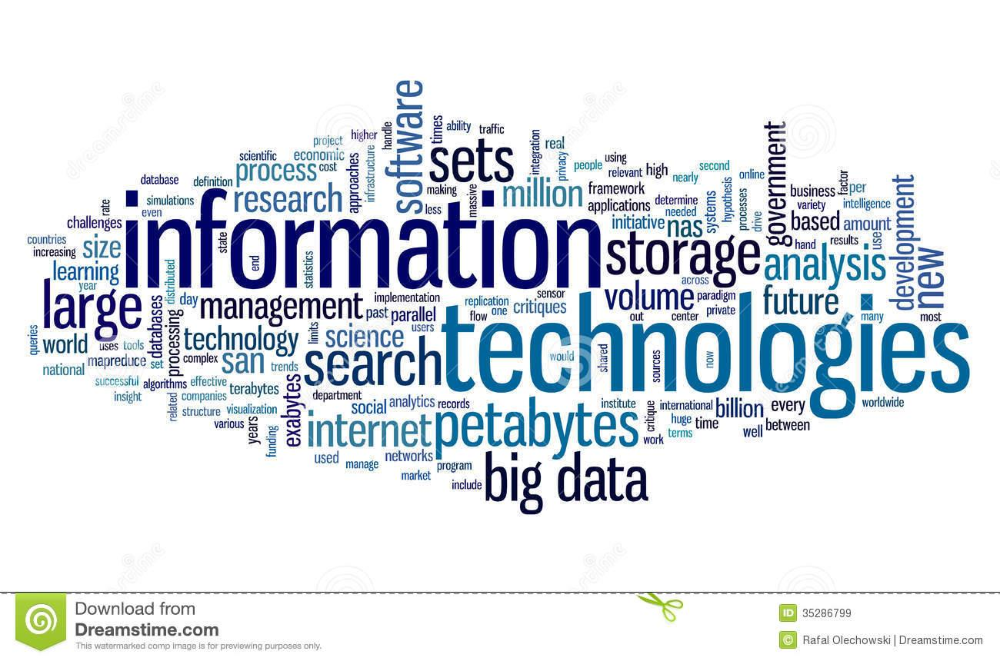 software
times
ability
traffic
handle
higher
project
scientific
economic
infrastructure
sets
integration
real
privacy
people
using
relevant
high
nearly
second
online
government
process
cost
approaches
database
definition
research
making
massive
less
million
framework
applications
determine
needed
systems
hypothesis
processes
drive
business
factor
per
variety
intelligence
development
simulations
even
rate
challenges
information
initiative
nas
based
amount
hand
results
use
new
countries
increasing
size
state
end
statistics
storage
analysis
learning
year
distributed
across
large
day
management
implementation
replication
sensor
volume
paradigm
future
databases
processing
past
parallel
flow
one
critiques
out
center
private
many
most
queries
world
uses
tools
technology
limits
science
users
technologies
would
shared
sources
now
national
mapreduce
set
complex
san
trends
search
successful
algorithms
effective
terabytes
insight
related
companies
structure
visualization
exabytes
department
social
analytics
records
institute
critique
international
billion
every
worldwide
various
years
funding
internet
petabytes
work
huge
time
terms
well
between
used
manage
networks
market
program
include
big data
dreamstime
Download from
Dreamstime.com
This watermarked comp image is for previewing purposes only.
ID 35286799
© Rafal Olechowski | Dreamstime.com